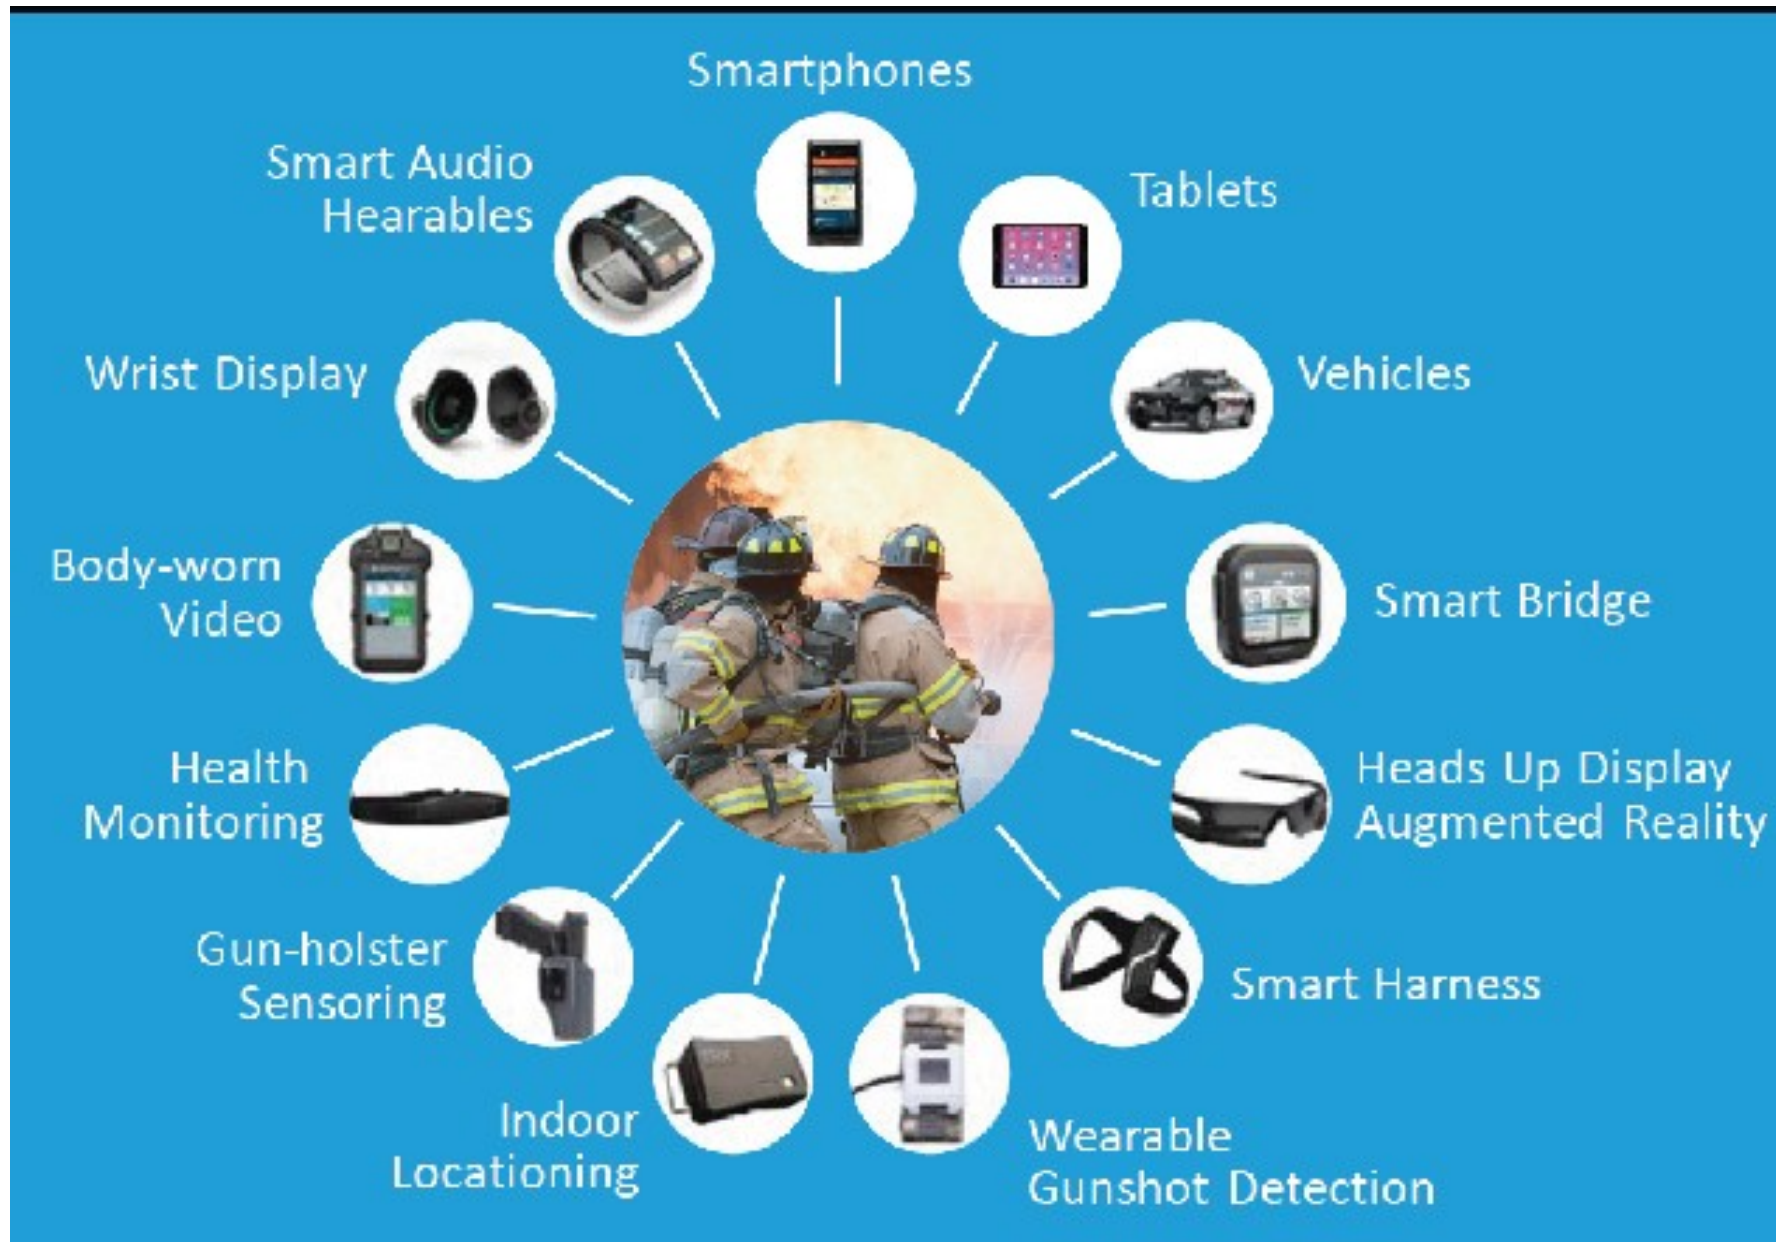 Smartphones
Smart Audio
Hearables
Tablets
Wrist Display
Vehicles
Body-worn
Video
Smart Bridge
Health
Monitoring
Heads Up Display
Augmented Reality
Gun-holster
Sensoring
Smart Harness
Indoor
Locationing
Wearable
Gunshot Detection